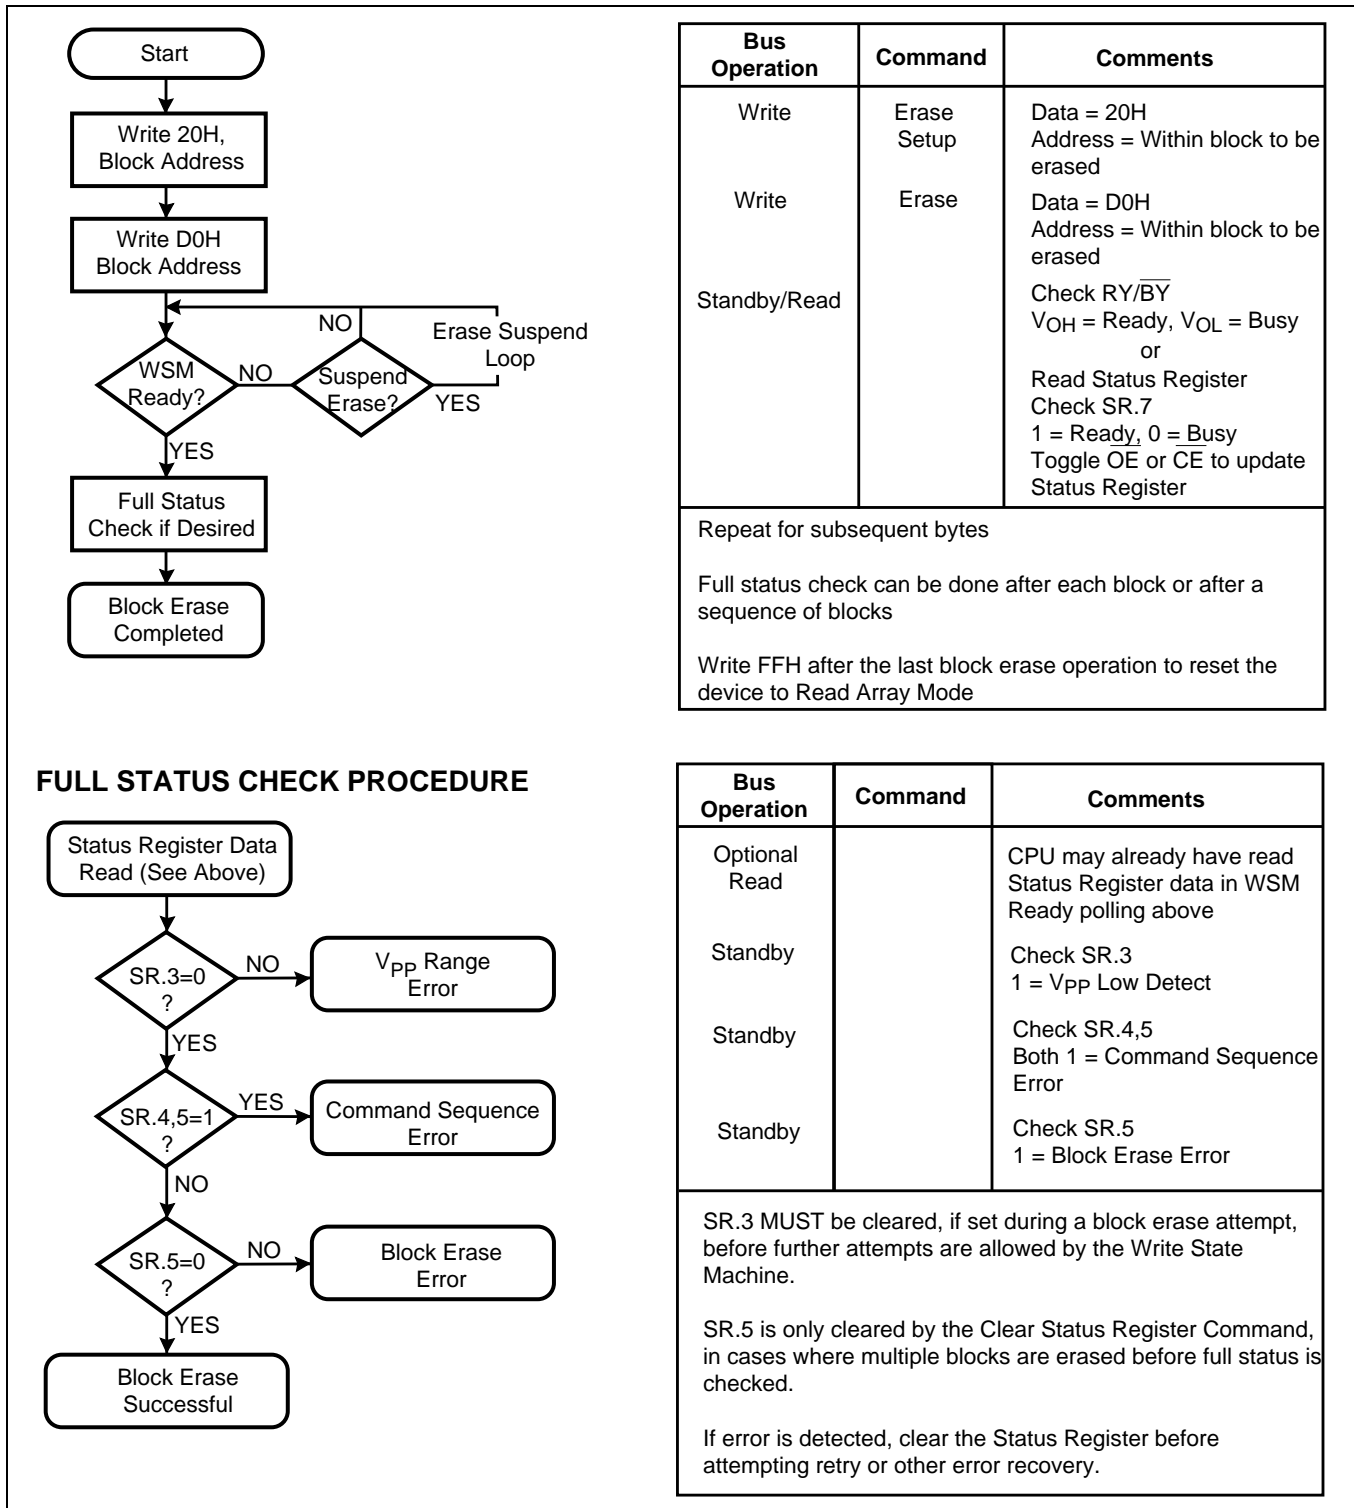 Start
Write 20H,
Block Address
Write D0H
Block Address
NO
Erase Suspend
Loop
WSM
Ready?
NO
Suspend
Erase?
YES
YES
Full Status
Check if Desired
Block Erase
Completed
Bus
Operation
Command
Comments
Write
Erase
Setup
Data = 20H
Address = Within block to be
erased
Write
Erase
Data = D0H
Address = Within block to be
erased
Standby/Read
Check RY/B̅Y̅
VOH = Ready, VOL = Busy
or
Read Status Register
Check SR.7
1 = Ready, 0 = Busy
Toggle O̅E̅ or C̅E̅ to update
Status Register
Repeat for subsequent bytes
Full status check can be done after each block or after a
sequence of blocks
Write FFH after the last block erase operation to reset the
device to Read Array Mode
FULL STATUS CHECK PROCEDURE
Status Register Data
Read (See Above)
SR.3=0
?
NO
VPP Range
Error
YES
SR.4,5=1
?
YES
Command Sequence
Error
NO
SR.5=0
?
NO
Block Erase
Error
YES
Block Erase
Successful
Bus
Operation
Command
Comments
Optional
Read
CPU may already have read
Status Register data in WSM
Ready polling above
Standby
Check SR.3
1 = VPP Low Detect
Standby
Check SR.4,5
Both 1 = Command Sequence
Error
Standby
Check SR.5
1 = Block Erase Error
SR.3 MUST be cleared, if set during a block erase attempt,
before further attempts are allowed by the Write State
Machine.
SR.5 is only cleared by the Clear Status Register Command,
in cases where multiple blocks are erased before full status is
checked.
If error is detected, clear the Status Register before
attempting retry or other error recovery.